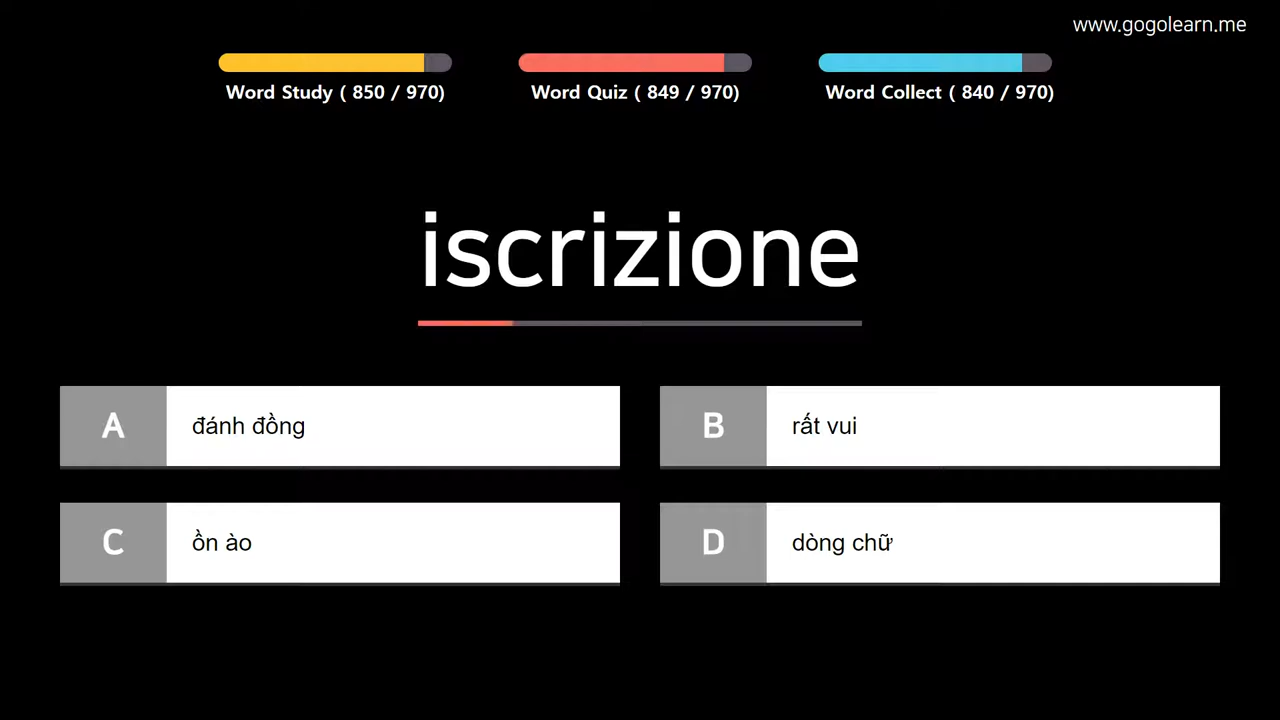 www.gogolearn.me
Word Study ( 850 / 970)
Word Quiz ( 849 / 970)
Word Collect ( 840 / 970)
iscrizione
A đánh đồng
B rất vui
C ồn ào
D dòng chữ